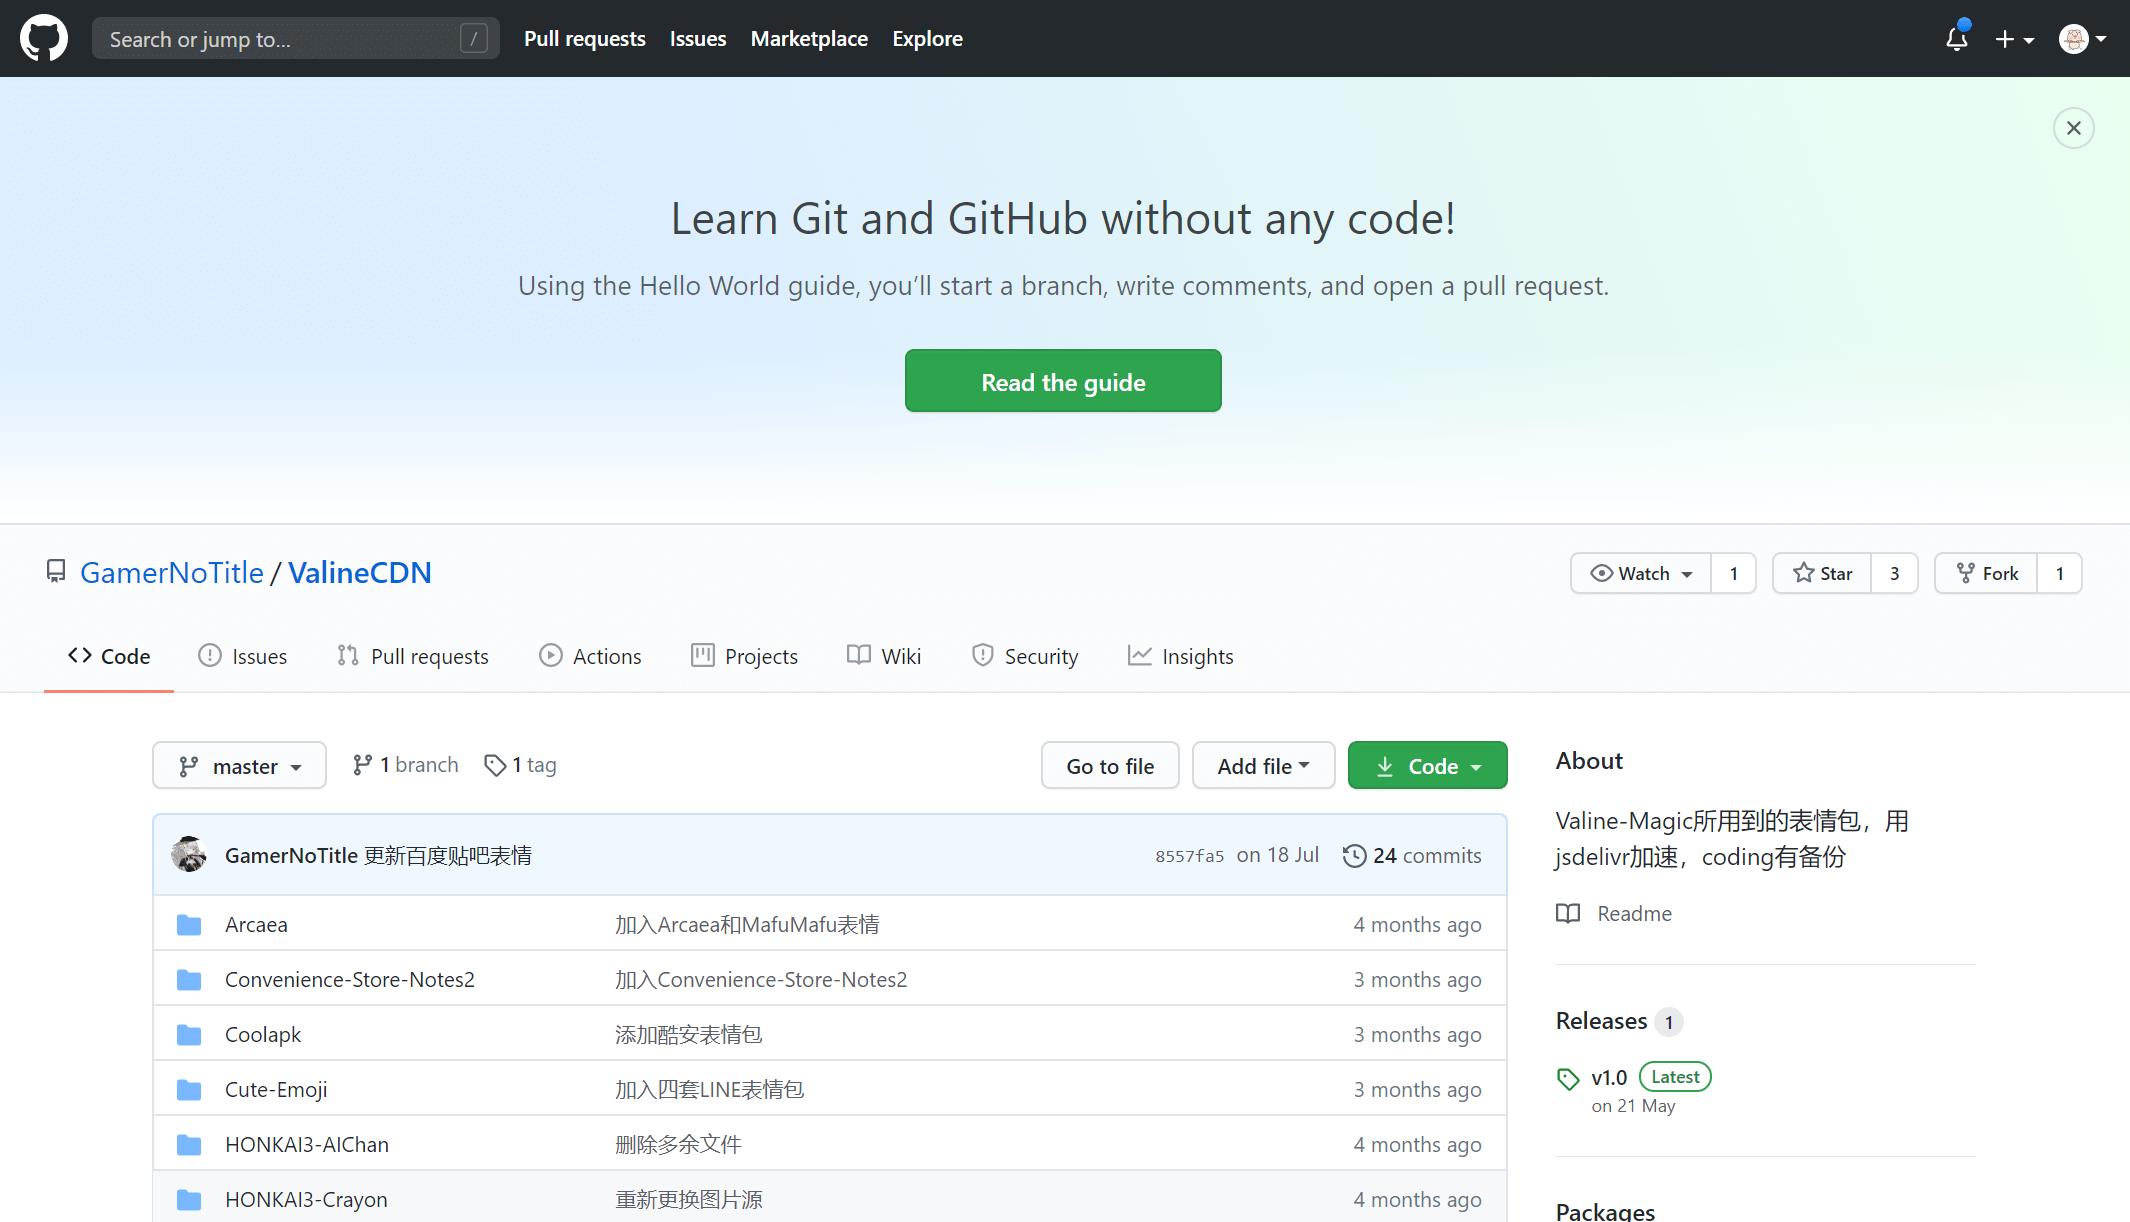 Search or jump to... /
Pull requests Issues Marketplace Explore
Learn Git and GitHub without any code!
Using the Hello World guide, you’ll start a branch, write comments, and open a pull request.
Read the guide
GamerNoTitle / ValineCDN
Watch 1 Star 3 Fork 1
Code Issues Pull requests Actions Projects Wiki Security Insights
master 1 branch 1 tag Go to file Add file Code
GamerNoTitle 更新百度贴吧表情 8557fa5 on 18 Jul 24 commits
Arcaea 加入Arcaea和MafuMafu表情 4 months ago
Convenience-Store-Notes2 加入Convenience-Store-Notes2 3 months ago
Coolapk 添加酷安表情包 3 months ago
Cute-Emoji 加入四套LINE表情包 3 months ago
HONKAI3-AIChan 删除多余文件 4 months ago
HONKAI3-Crayon 重新更换图片源 4 months ago
About
Valine-Magic所用到的表情包，用
jsdelivr加速，coding有备份
Readme
Releases 1
v1.0 Latest
on 21 May
Packages